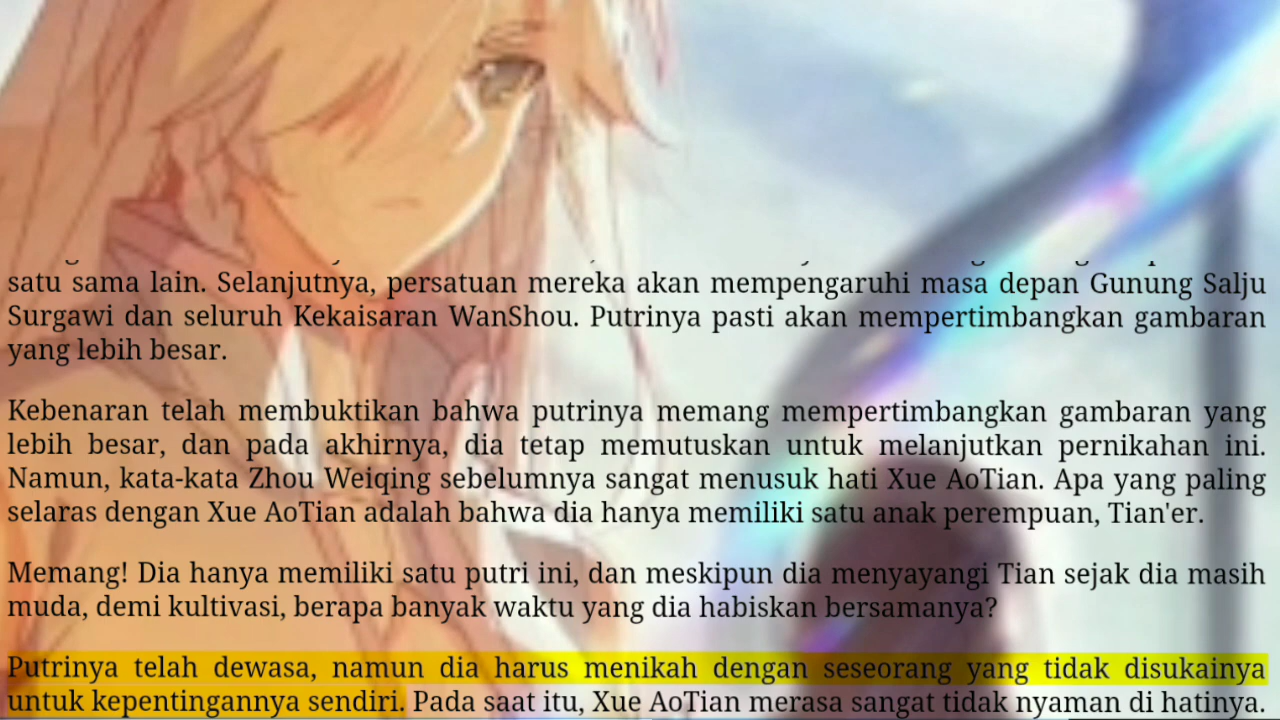 satu sama lain. Selanjutnya, persatuan mereka akan mempengaruhi masa depan Gunung Salju
Surgawi dan seluruh Kekaisaran WanShou. Putrinya pasti akan mempertimbangkan gambaran
yang lebih besar.
Kebenaran telah membuktikan bahwa putrinya memang mempertimbangkan gambaran yang
lebih besar, dan pada akhirnya, dia tetap memutuskan untuk melanjutkan pernikahan ini.
Namun, kata-kata Zhou Weiqing sebelumnya sangat menusuk hati Xue AoTian. Apa yang paling
selaras dengan Xue AoTian adalah bahwa dia hanya memiliki satu anak perempuan, Tian'er.
Memang! Dia hanya memiliki satu putri ini, dan meskipun dia menyayangi Tian sejak dia masih
muda, demi kultivasi, berapa banyak waktu yang dia habiskan bersamanya?
Putrinya telah dewasa, namun dia harus menikah dengan seseorang yang tidak disukainya
untuk kepentingannya sendiri. Pada saat itu, Xue AoTian merasa sangat tidak nyaman di hatinya.